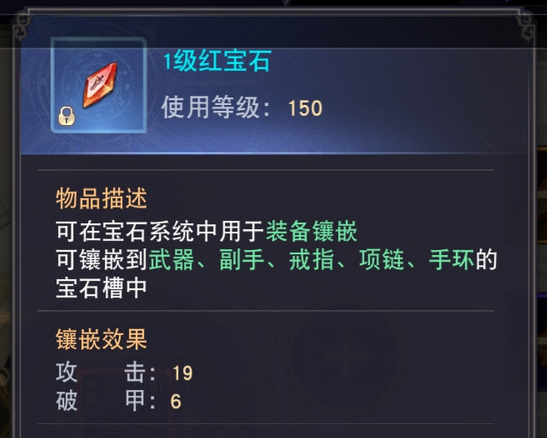 1级红宝石
使用等级：150
物品描述
可在宝石系统中用于装备镶嵌
可镶嵌到武器、副手、戒指、项链、手环的
宝石槽中
镶嵌效果
攻 击：19
破 甲：6